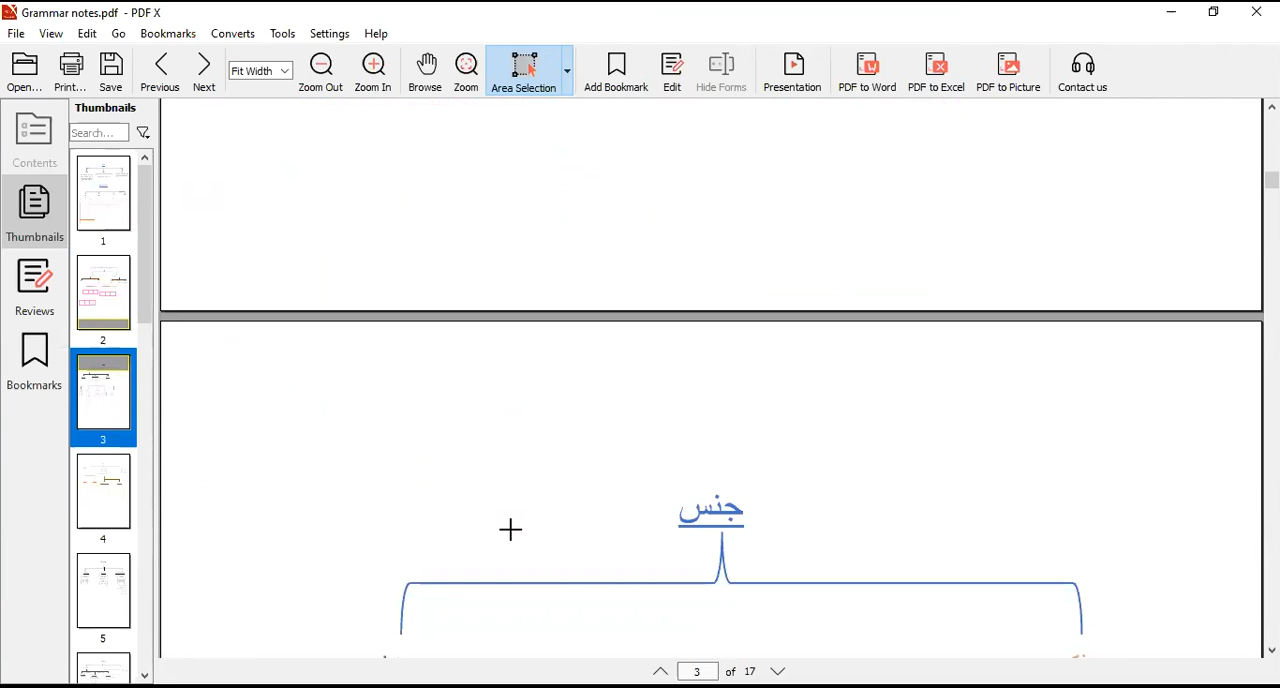 Grammar notes.pdf - PDF X
File View Edit Go Bookmarks Converts Tools Settings Help
Open... Print... Save Previous Next Fit Width Zoom Out Zoom In Browse Zoom Area Selection Add Bookmark Edit Hide Forms Presentation PDF to Word PDF to Excel PDF to Picture Contact us
Thumbnails
Search...
Contents
Thumbnails
Reviews
Bookmarks
1
2
3
4
5
جنس
3 of 17